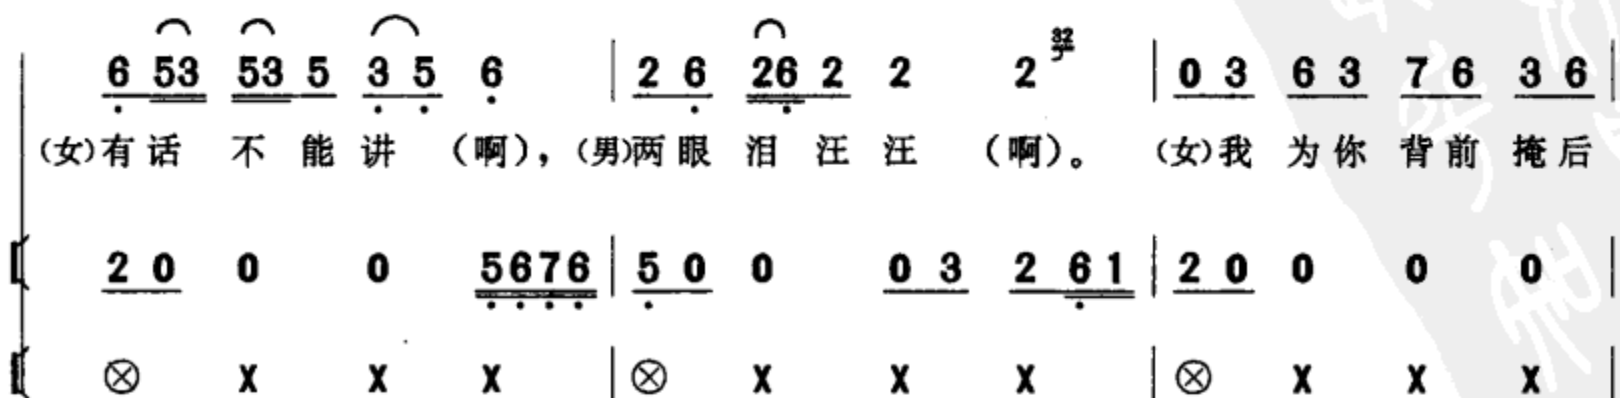 6 53 53 5 3 5 6 | 2 6 26 2 2 2 32 | 0 3 6 3 7 6 3 6 |
(女)有话 不能讲 (啊),(男)两眼泪汪汪 (啊)。 (女)我为你背前掩后
2 0 0 0 5676 | 5 0 0 0 3 2 61 | 2 0 0 0 0 |
⊗ X X X | ⊗ X X X | ⊗ X X X |